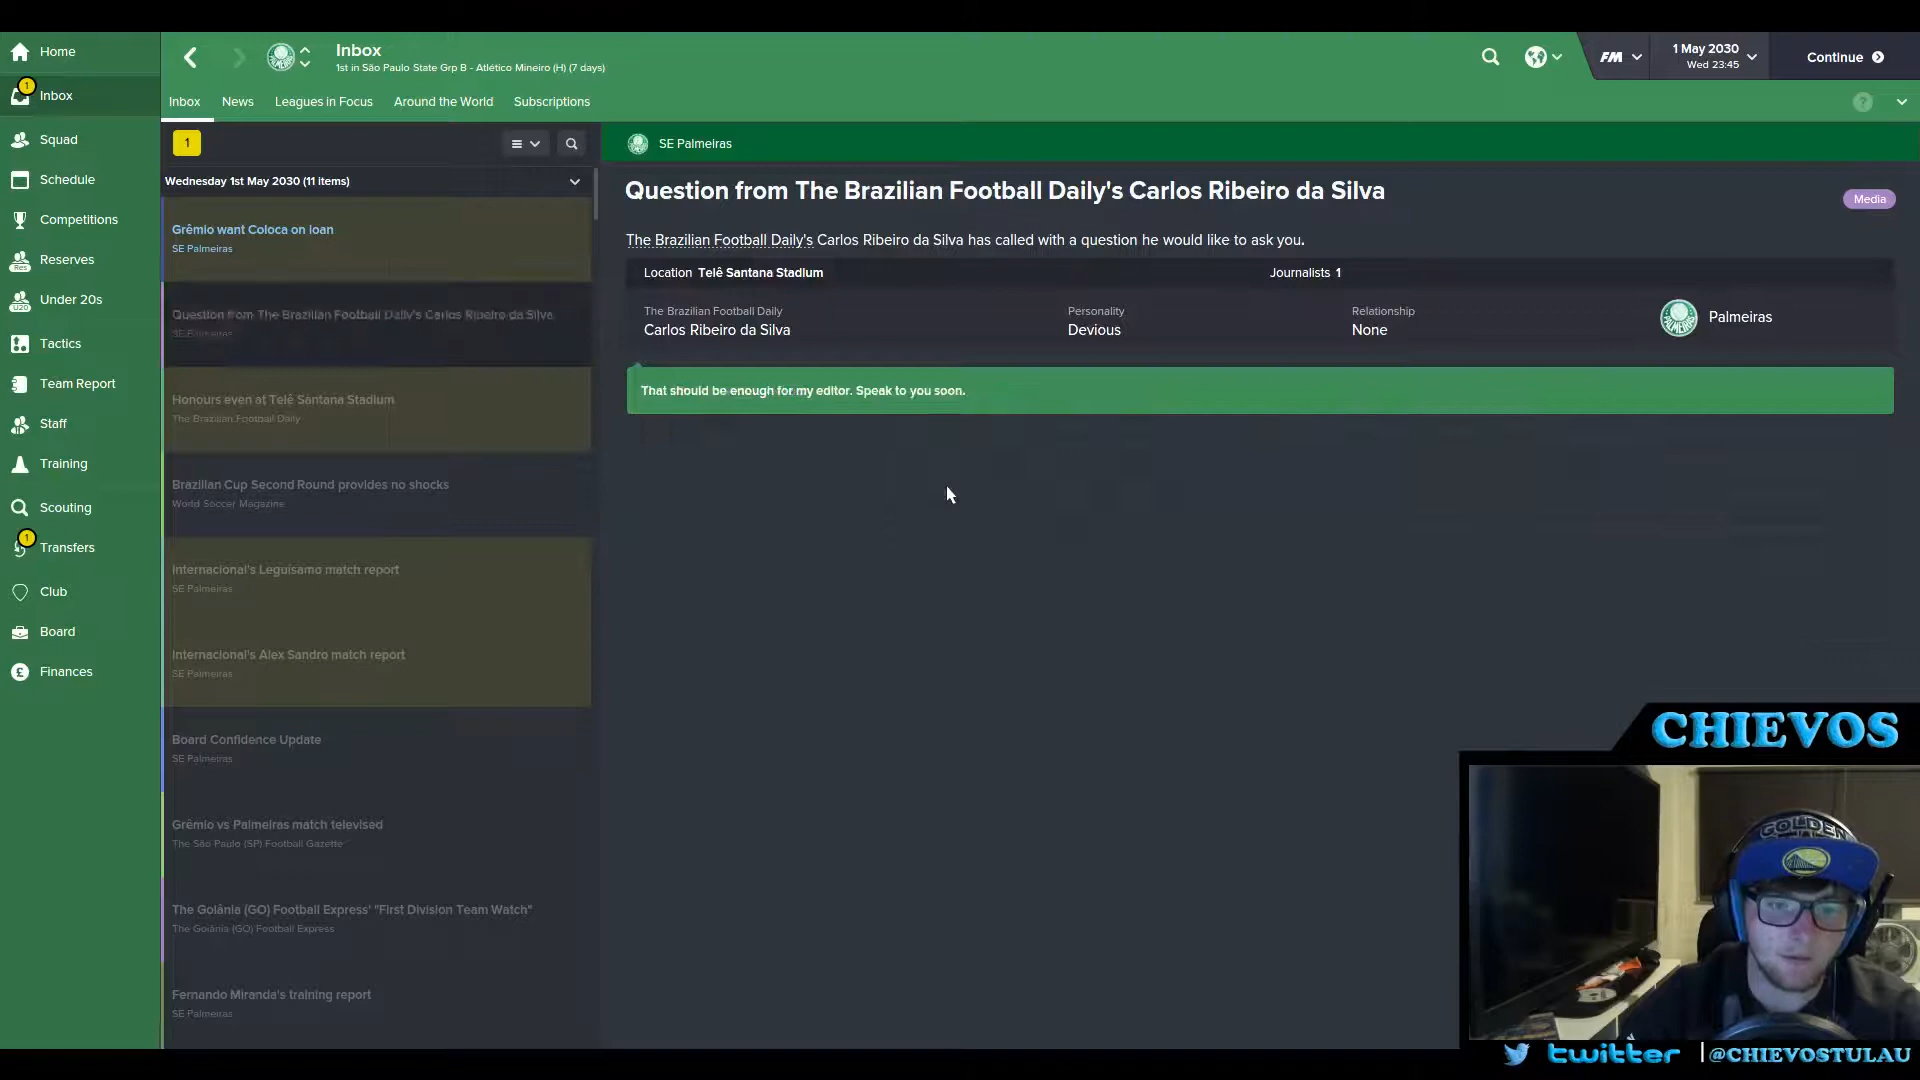 Home
Inbox
1
Squad
Schedule
Competitions
Reserves
Under 20s
Tactics
Team Report
Staff
Training
Scouting
1
Transfers
Club
Board
Finances
Inbox
1st in São Paulo State Grp B - Atlético Mineiro (H) (7 days)
FM
1 May 2030
Wed 23:45
Continue
Inbox News Leagues in Focus Around the World Subscriptions
?
1
Wednesday 1st May 2030 (11 items)
Grêmio want Coloca on loan
SE Palmeiras
Question from The Brazilian Football Daily's Carlos Ribeiro da Silva
SE Palmeiras
Honours even at Telê Santana Stadium
The Brazilian Football Daily
Brazilian Cup Second Round provides no shocks
World Soccer Magazine
Internacional's Leguísamo match report
SE Palmeiras
Internacional's Alex Sandro match report
SE Palmeiras
Board Confidence Update
SE Palmeiras
Grêmio vs Palmeiras match televised
The São Paulo (SP) Football Gazette
The Goiânia (GO) Football Express' "First Division Team Watch"
The Goiânia (GO) Football Express
Fernando Miranda's training report
SE Palmeiras
SE Palmeiras
Question from The Brazilian Football Daily's Carlos Ribeiro da Silva
Media
The Brazilian Football Daily's Carlos Ribeiro da Silva has called with a question he would like to ask you.
Location Telê Santana Stadium Journalists 1
The Brazilian Football Daily Personality Relationship
Carlos Ribeiro da Silva Devious None
Palmeiras
That should be enough for my editor. Speak to you soon.
CHIEVOS
GOLDEN
twitter |@CHIEVOSTULAU